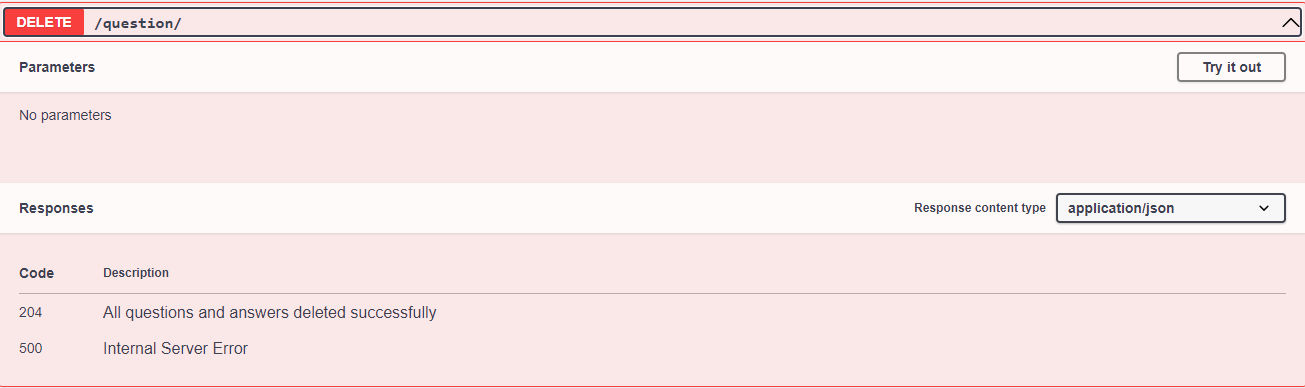 DELETE /question/
Parameters Try it out
No parameters
Responses Response content type application/json
Code Description
204 All questions and answers deleted successfully
500 Internal Server Error